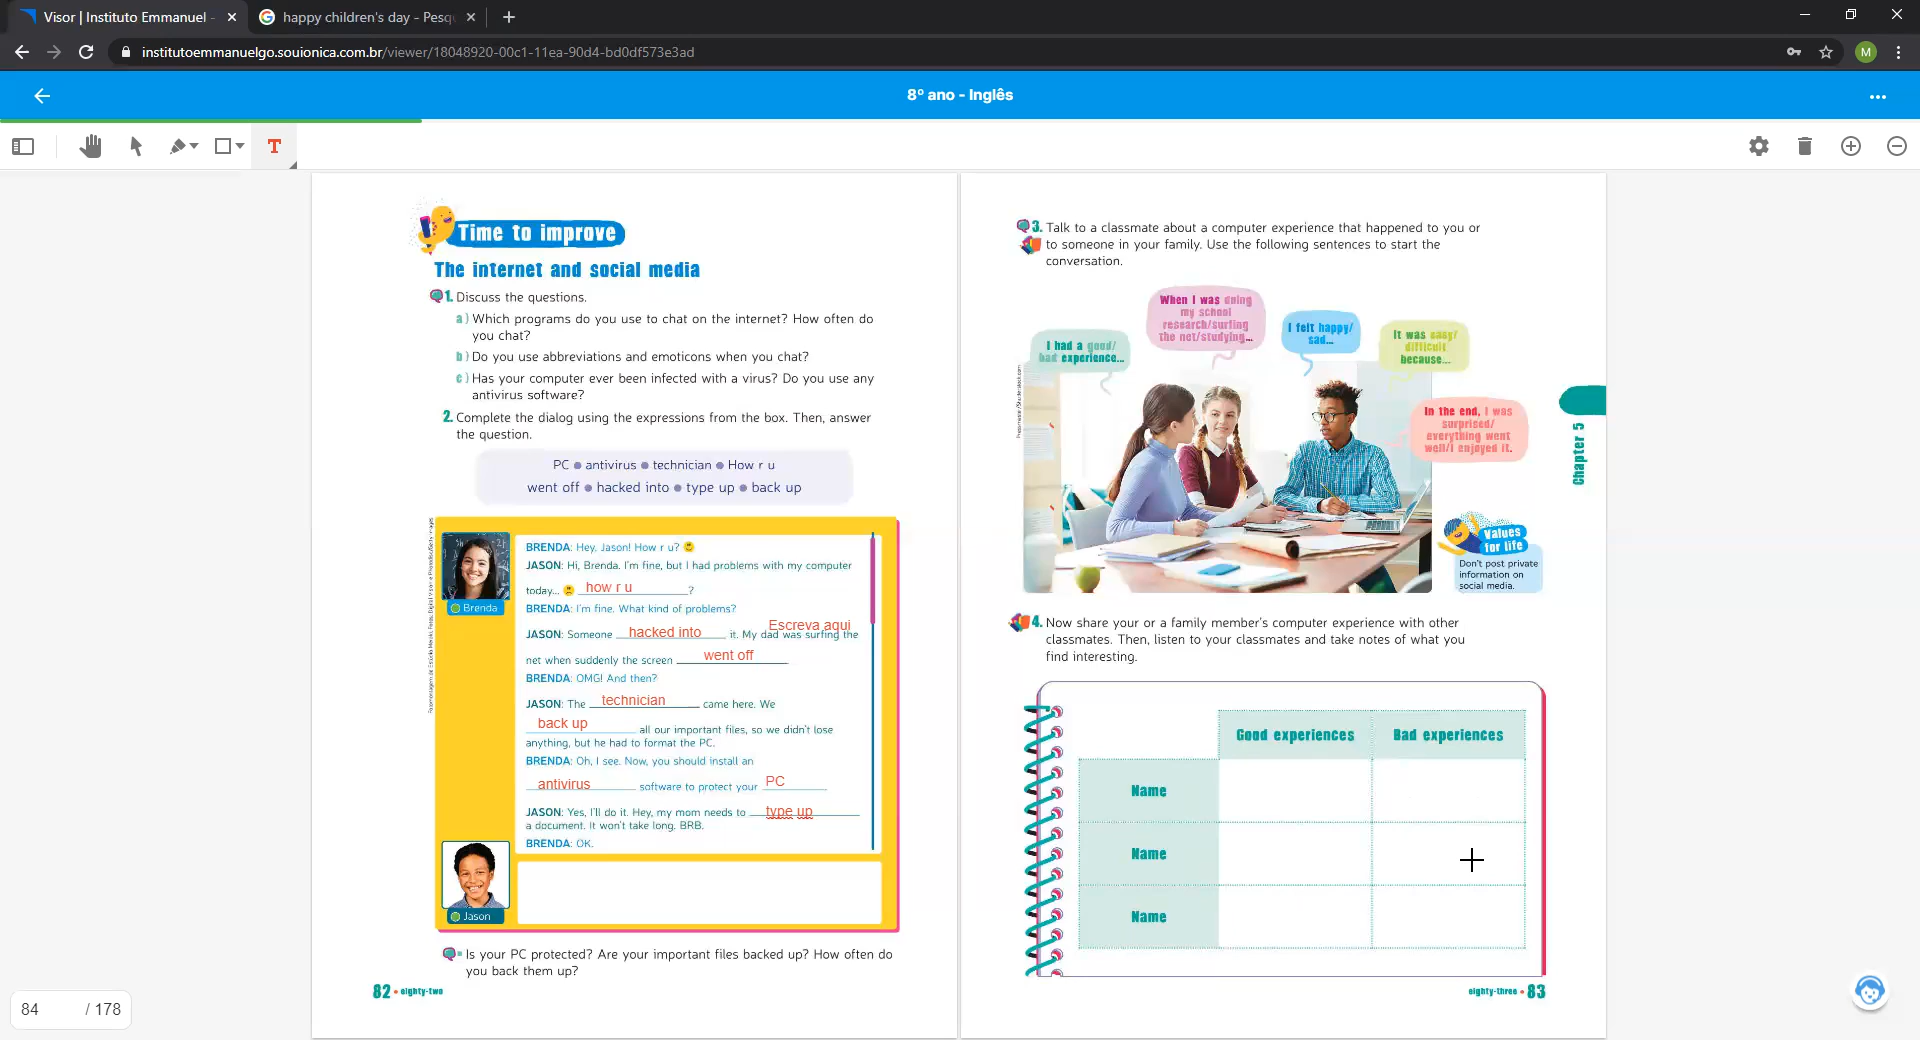 Visor | Instituto Emmanuel -
happy children's day - Pesq
institutoemmanuelgo.souionica.com.br/viewer/18048920-00c1-11ea-90d4-bd0df573e3ad
M
8º ano - Inglês
T
Time to improve
The internet and social media
1. Discuss the questions.
a) Which programs do you use to chat on the internet? How often do
you chat?
b) Do you use abbreviations and emoticons when you chat?
c) Has your computer ever been infected with a virus? Do you use any
antivirus software?
2. Complete the dialog using the expressions from the box. Then, answer
the question.
PC • antivirus • technician • How r u
went off • hacked into • type up • back up
BRENDA: Hey, Jason! How r u?
JASON: Hi, Brenda. I'm fine, but I had problems with my computer
today... how r u ?
BRENDA: I'm fine. What kind of problems?
Escreva aqui
JASON: Someone hacked into it. My dad was surfing the
net when suddenly the screen went off
BRENDA: OMG! And then?
JASON: The technician came here. We
back up all our important files, so we didn't lose
anything, but he had to format the PC.
BRENDA: Oh, I see. Now, you should install an
antivirus software to protect your PC
JASON: Yes, I'll do it. Hey, my mom needs to type up
a document. It won't take long. BRB.
BRENDA: OK.
Brenda
Jason
Is your PC protected? Are your important files backed up? How often do
you back them up?
82 • eighty-two
3. Talk to a classmate about a computer experience that happened to you or
to someone in your family. Use the following sentences to start the
conversation.
I had a good/
bad experience...
When I was doing
my school
research/surfing
the net/studying...
I felt happy/
sad...
It was easy/
difficult
because...
In the end, I was
surprised/
everything went
well/I enjoyed it.
Chapter 5
Values
for life
Don't post private
information on
social media.
4. Now share your or a family member's computer experience with other
classmates. Then, listen to your classmates and take notes of what you
find interesting.
Good experiences Bad experiences
Name
Name
Name
eighty-three • 83
84 / 178